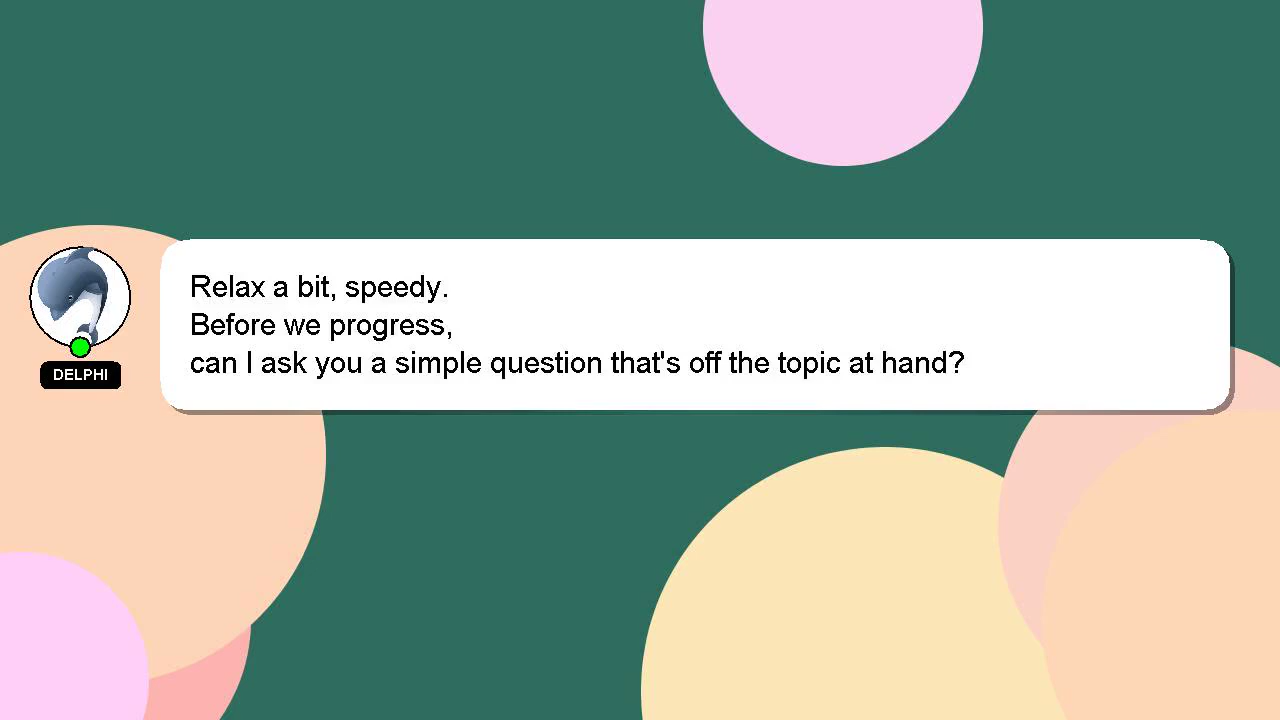 Relax a bit, speedy.
Before we progress,
can I ask you a simple question that's off the topic at hand?
DELPHI